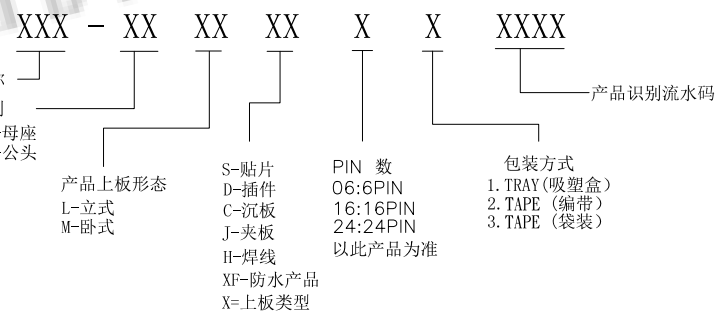 XXX - XX XX XX X X XXXX
产品识别流水码
母座
公头
产品上板形态
L-立式
M-卧式
S-贴片
D-插件
C-沉板
J-夹板
H-焊线
XF-防水产品
X=上板类型
PIN 数
06:6PIN
16:16PIN
24:24PIN
以此产品为准
包装方式
1.TRAY(吸塑盒)
2.TAPE (编带)
3.TAPE (袋装)